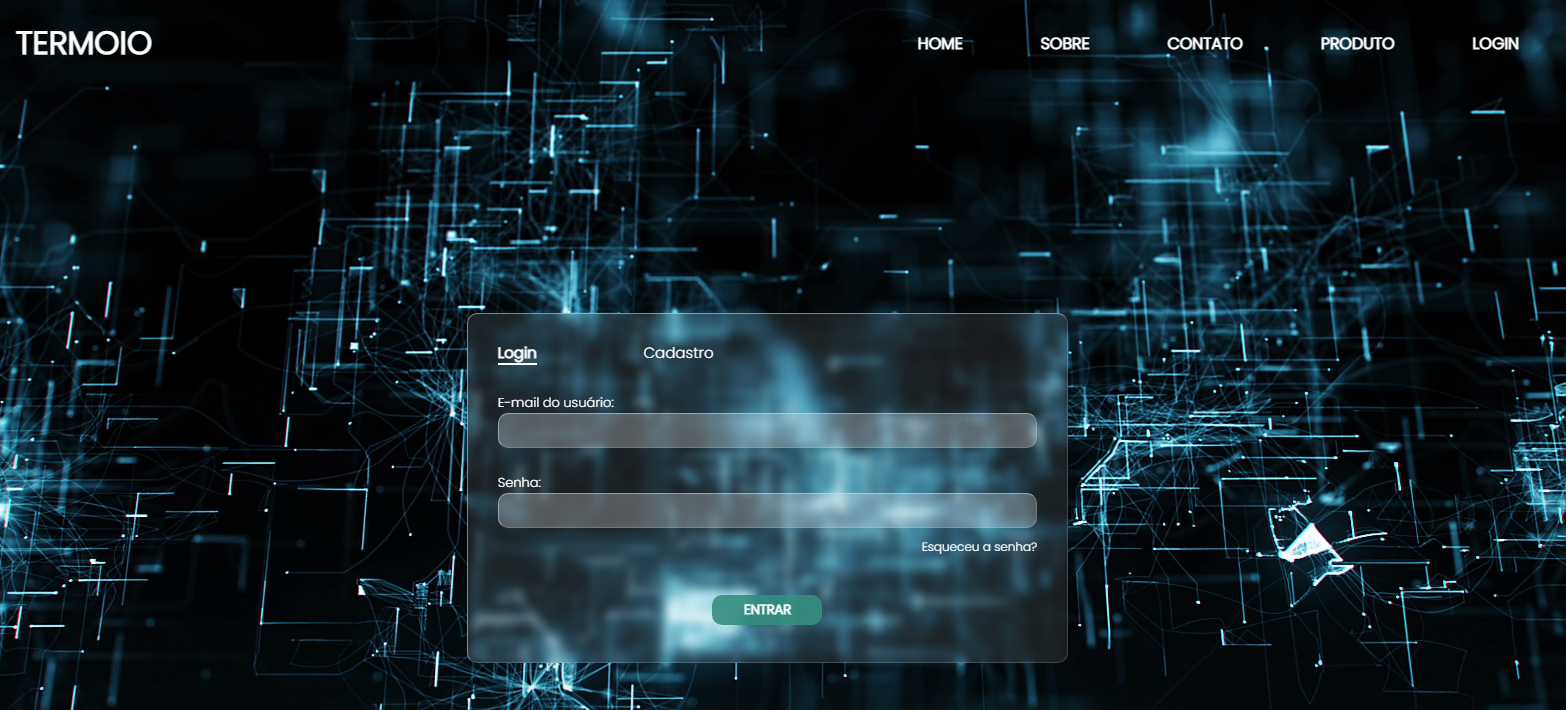 TERMOIO
HOME SOBRE CONTATO PRODUTO LOGIN
Login Cadastro
E-mail do usuário:
Senha:
Esqueceu a senha?
ENTRAR